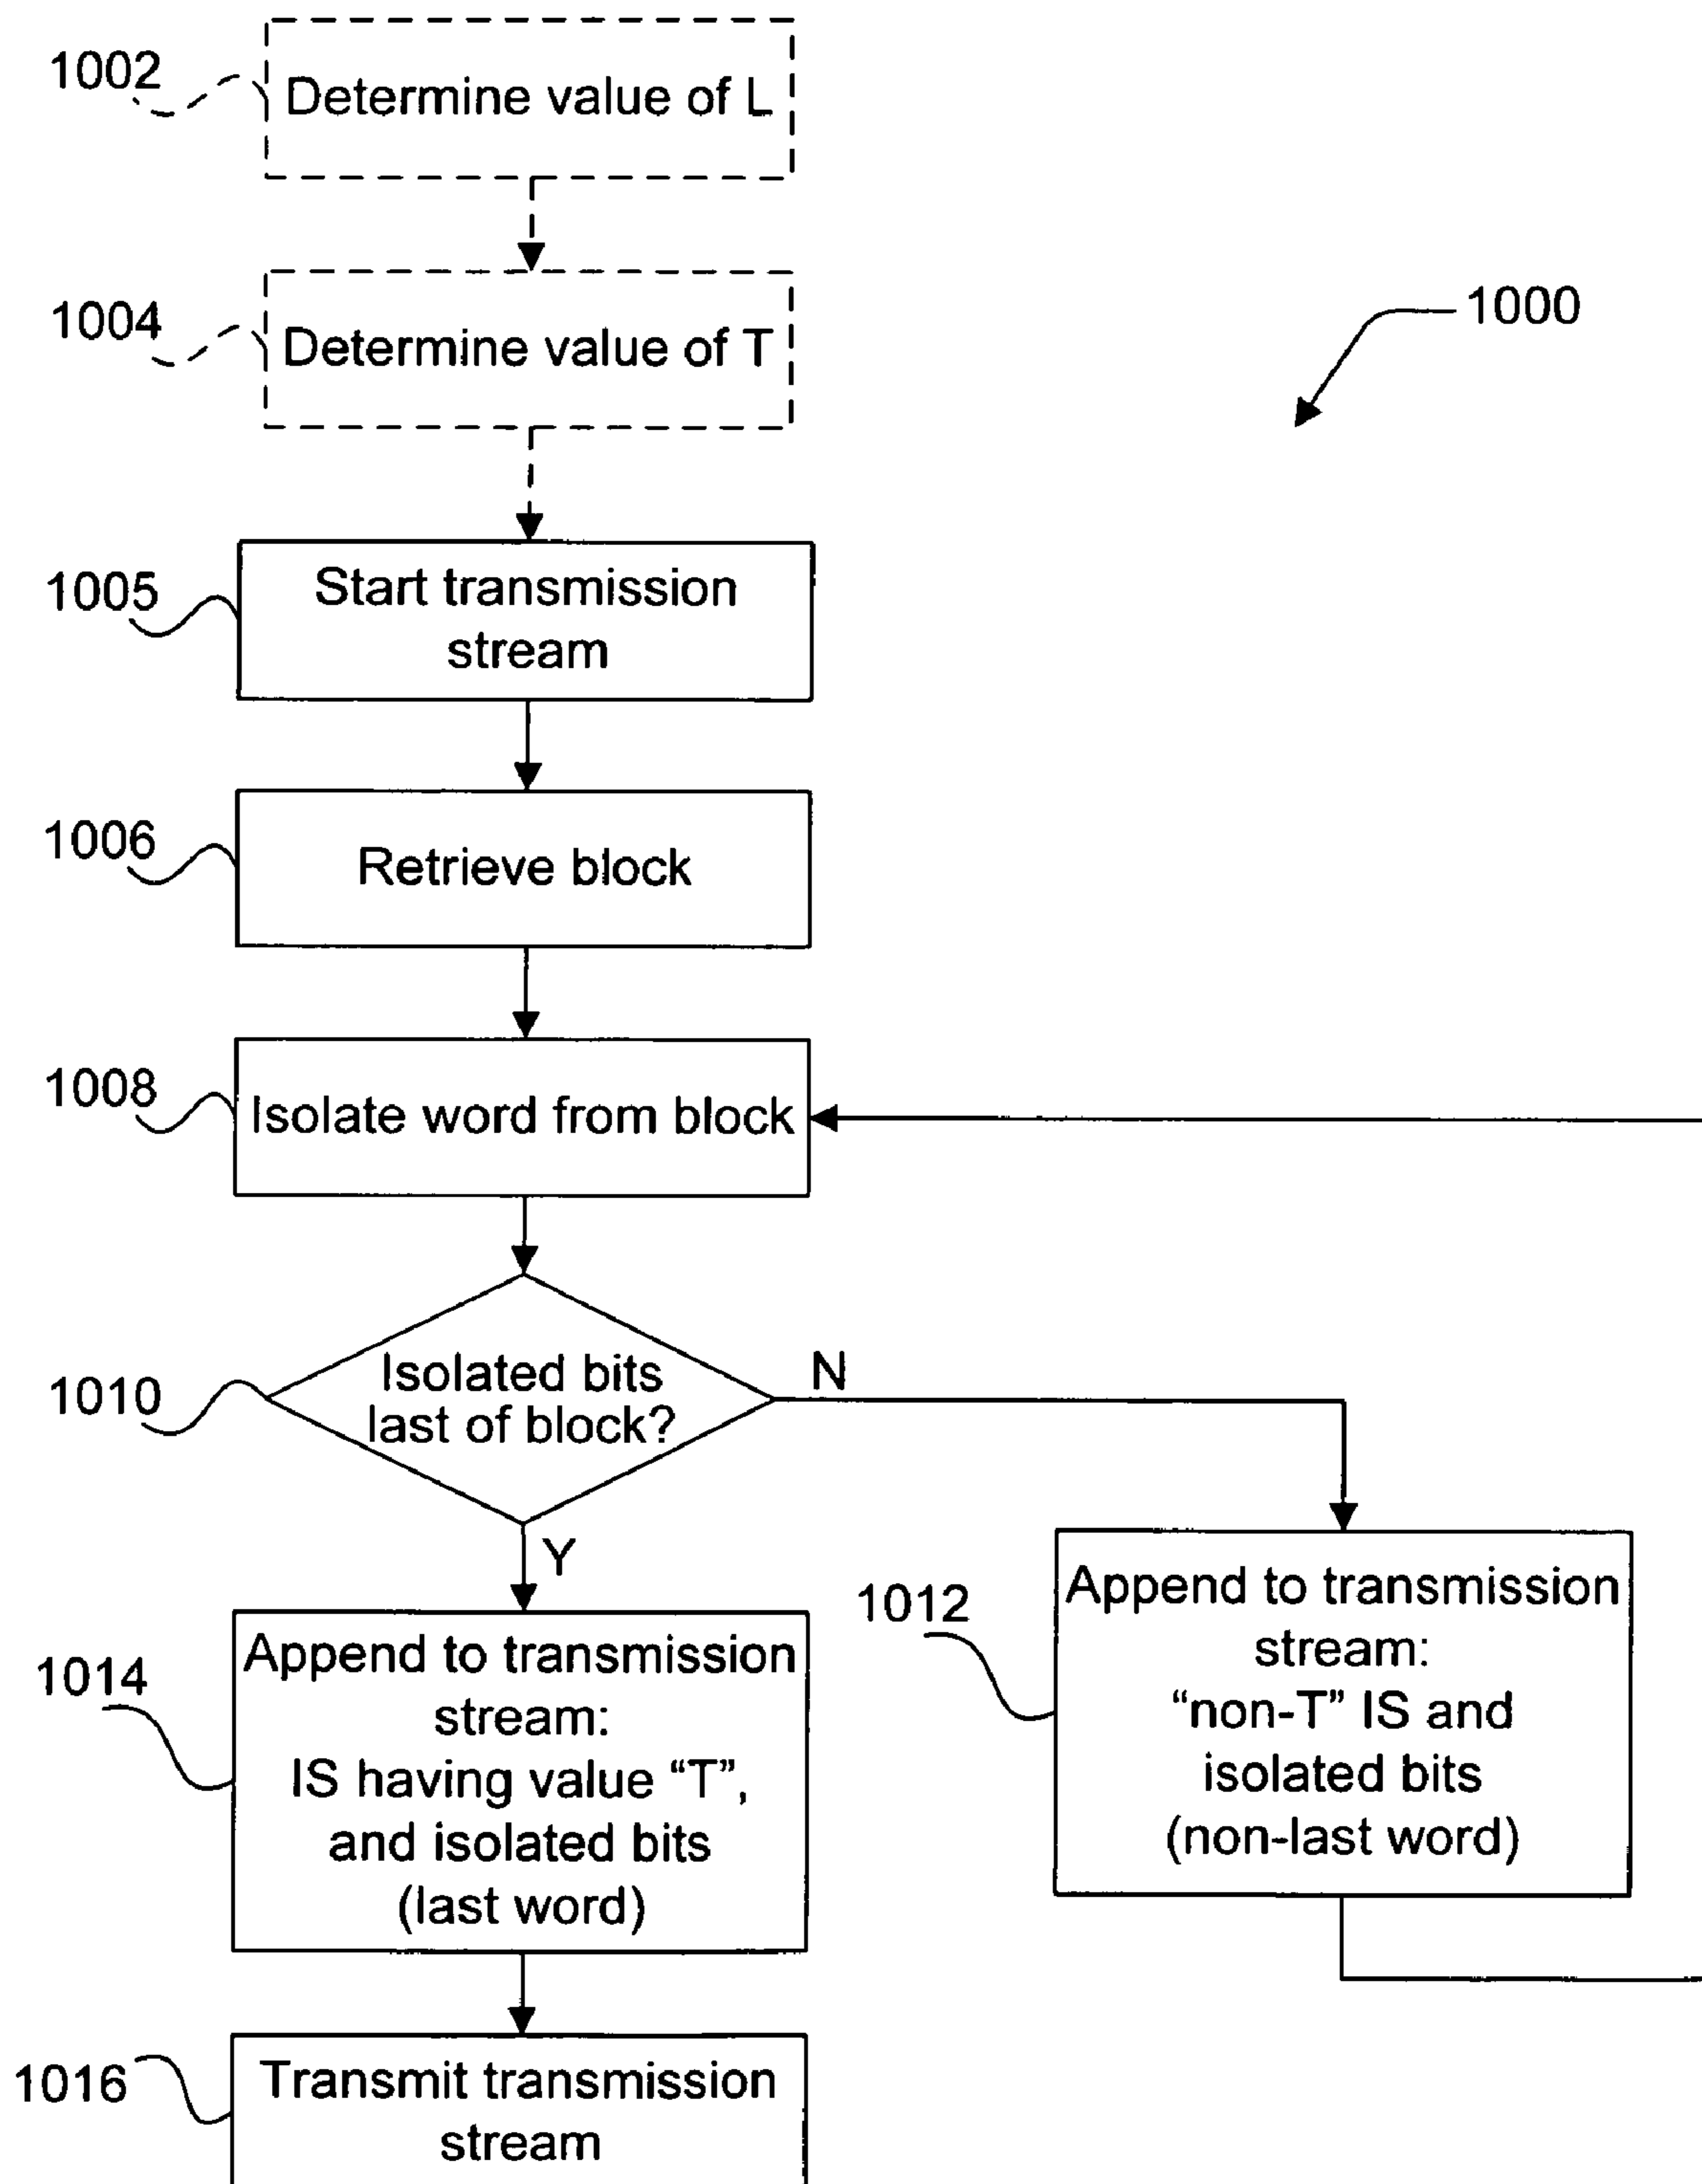 1002
Determine value of L
1004
Determine value of T
1000
1005
Start transmission
stream
1006
Retrieve block
1008
Isolate word from block
1010
Isolated bits
last of block?
N
Y
1012
Append to transmission
stream:
“non-T” IS and
isolated bits
(non-last word)
1014
Append to transmission
stream:
IS having value “T”,
and isolated bits
(last word)
1016
Transmit transmission
stream